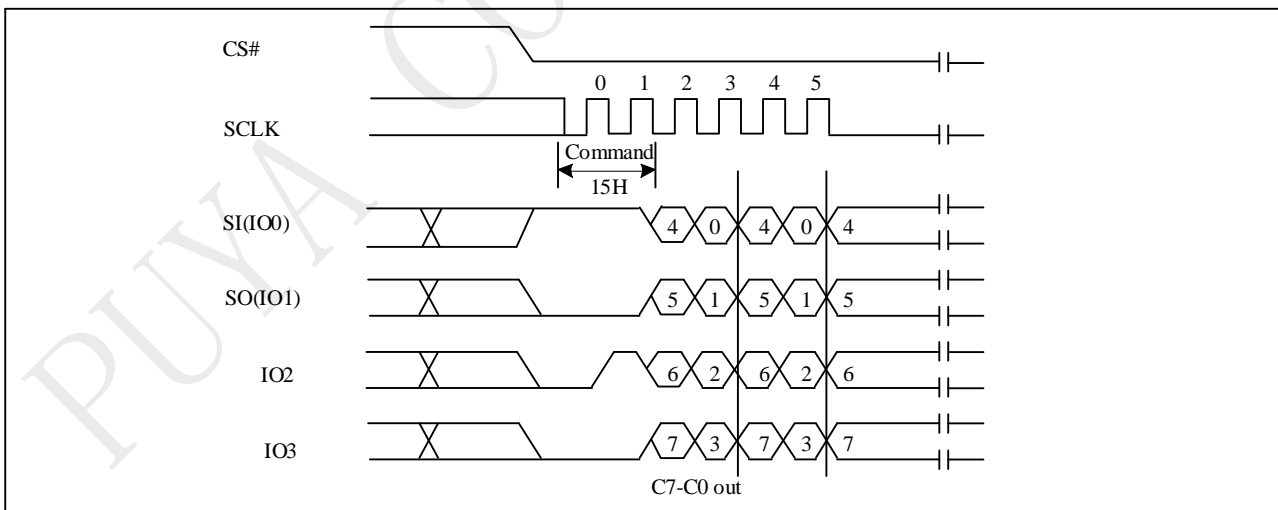 CS#
0 1 2 3 4 5
SCLK
Command
15H
SI(IO0)
4 0 4 0 4
SO(IO1)
5 1 5 1 5
IO2
6 2 6 2 6
IO3
7 3 7 3 7
C7-C0 out
PUYA